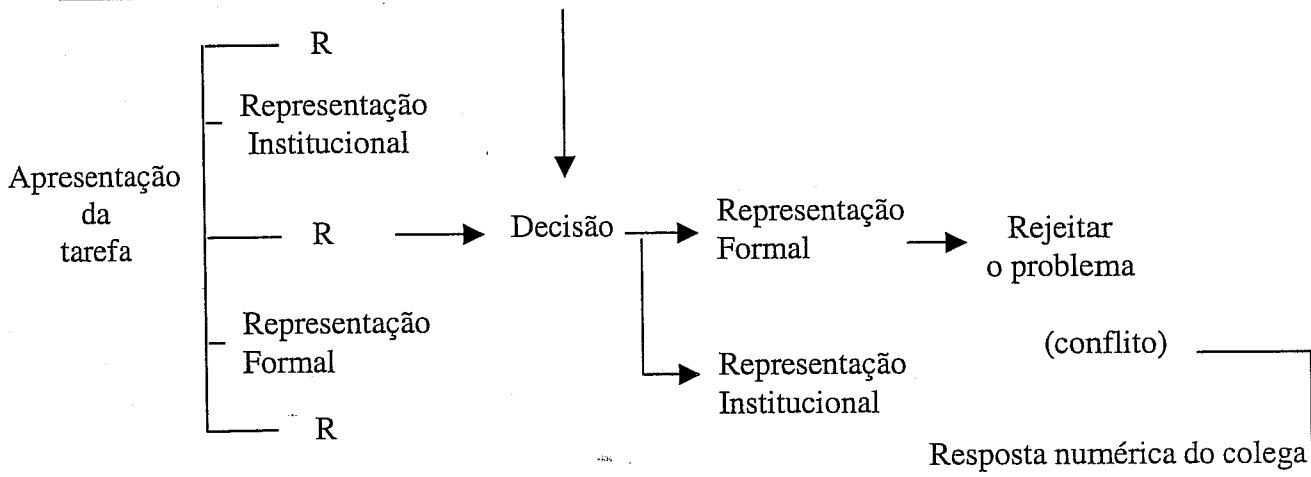 R
Representação
Institucional
Apresentação
da
tarefa
R
Decisão
Representação
Formal
Rejeitar
o problema
Representação
Formal
(conflito)
Representação
Institucional
R
Resposta numérica do colega